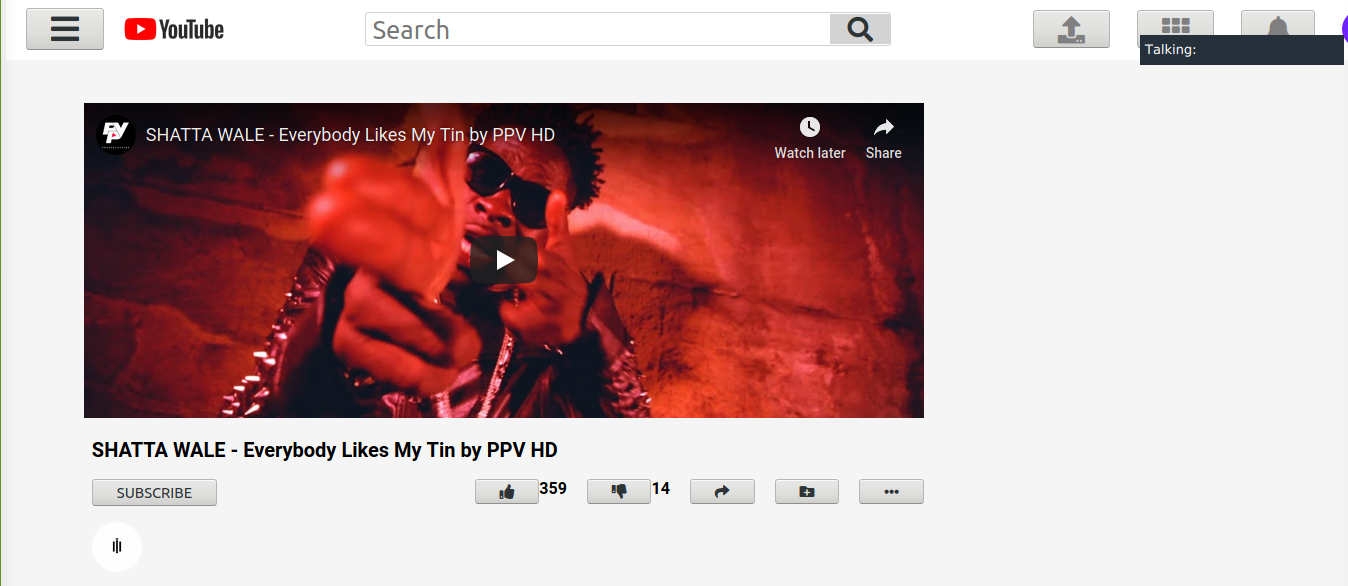 YouTube
Search
Talking:
PPV
SHATTA WALE - Everybody Likes My Tin by PPV HD
Watch later
Share
SHATTA WALE - Everybody Likes My Tin by PPV HD
SUBSCRIBE
359
14